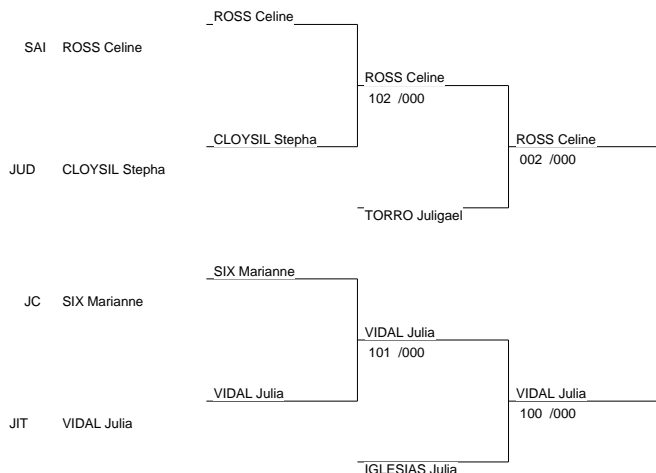 ROSS Celine
SAI ROSS Celine
ROSS Celine
102 /000
CLOYSIL Stepha
ROSS Celine
002 /000
JUD CLOYSIL Stepha
TORRO Juligael
SIX Marianne
JC SIX Marianne
VIDAL Julia
101 /000
VIDAL Julia
VIDAL Julia
100 /000
JIT VIDAL Julia
IGLESIAS Julia